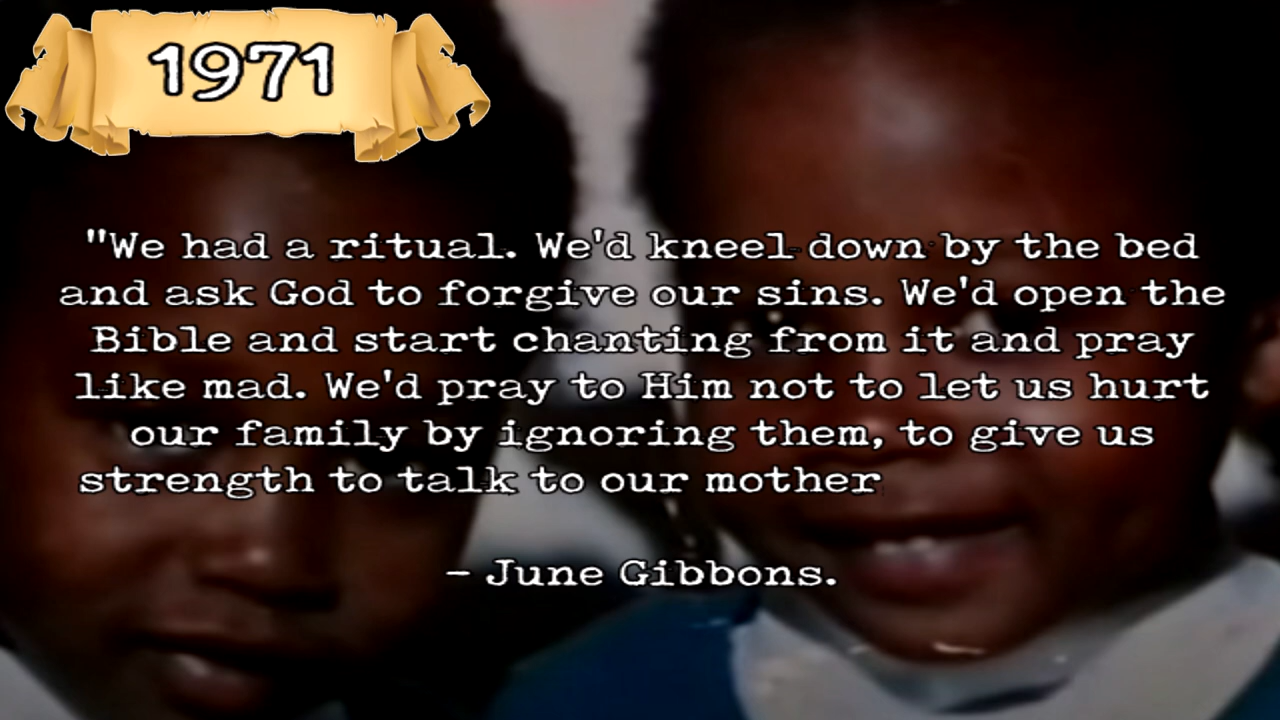 1971
"We had a ritual. We'd kneel down by the bed
and ask God to forgive our sins. We'd open the
Bible and start chanting from it and pray
like mad. We'd pray to Him not to let us hurt
our family by ignoring them, to give us
strength to talk to our mother
- June Gibbons.